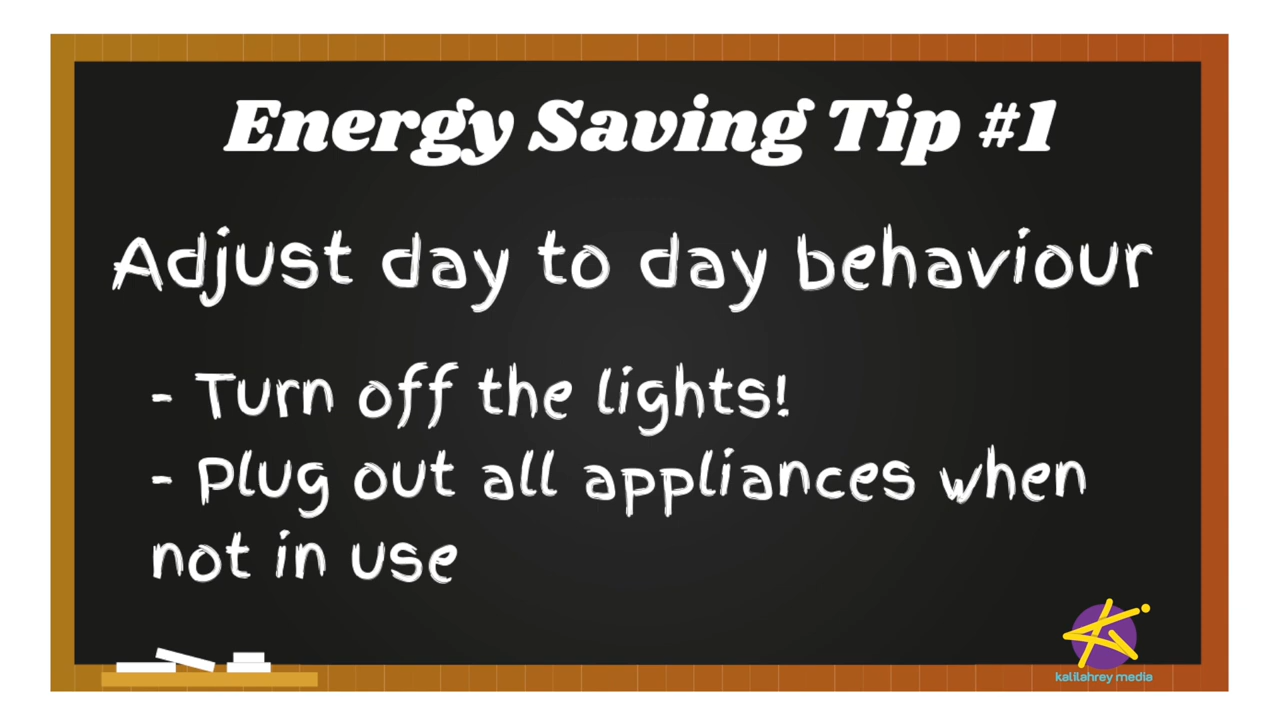 Energy Saving Tip #1
Adjust day to day behaviour
- Turn off the lights!
- Plug out all appliances when
not in use
kalilahrey media